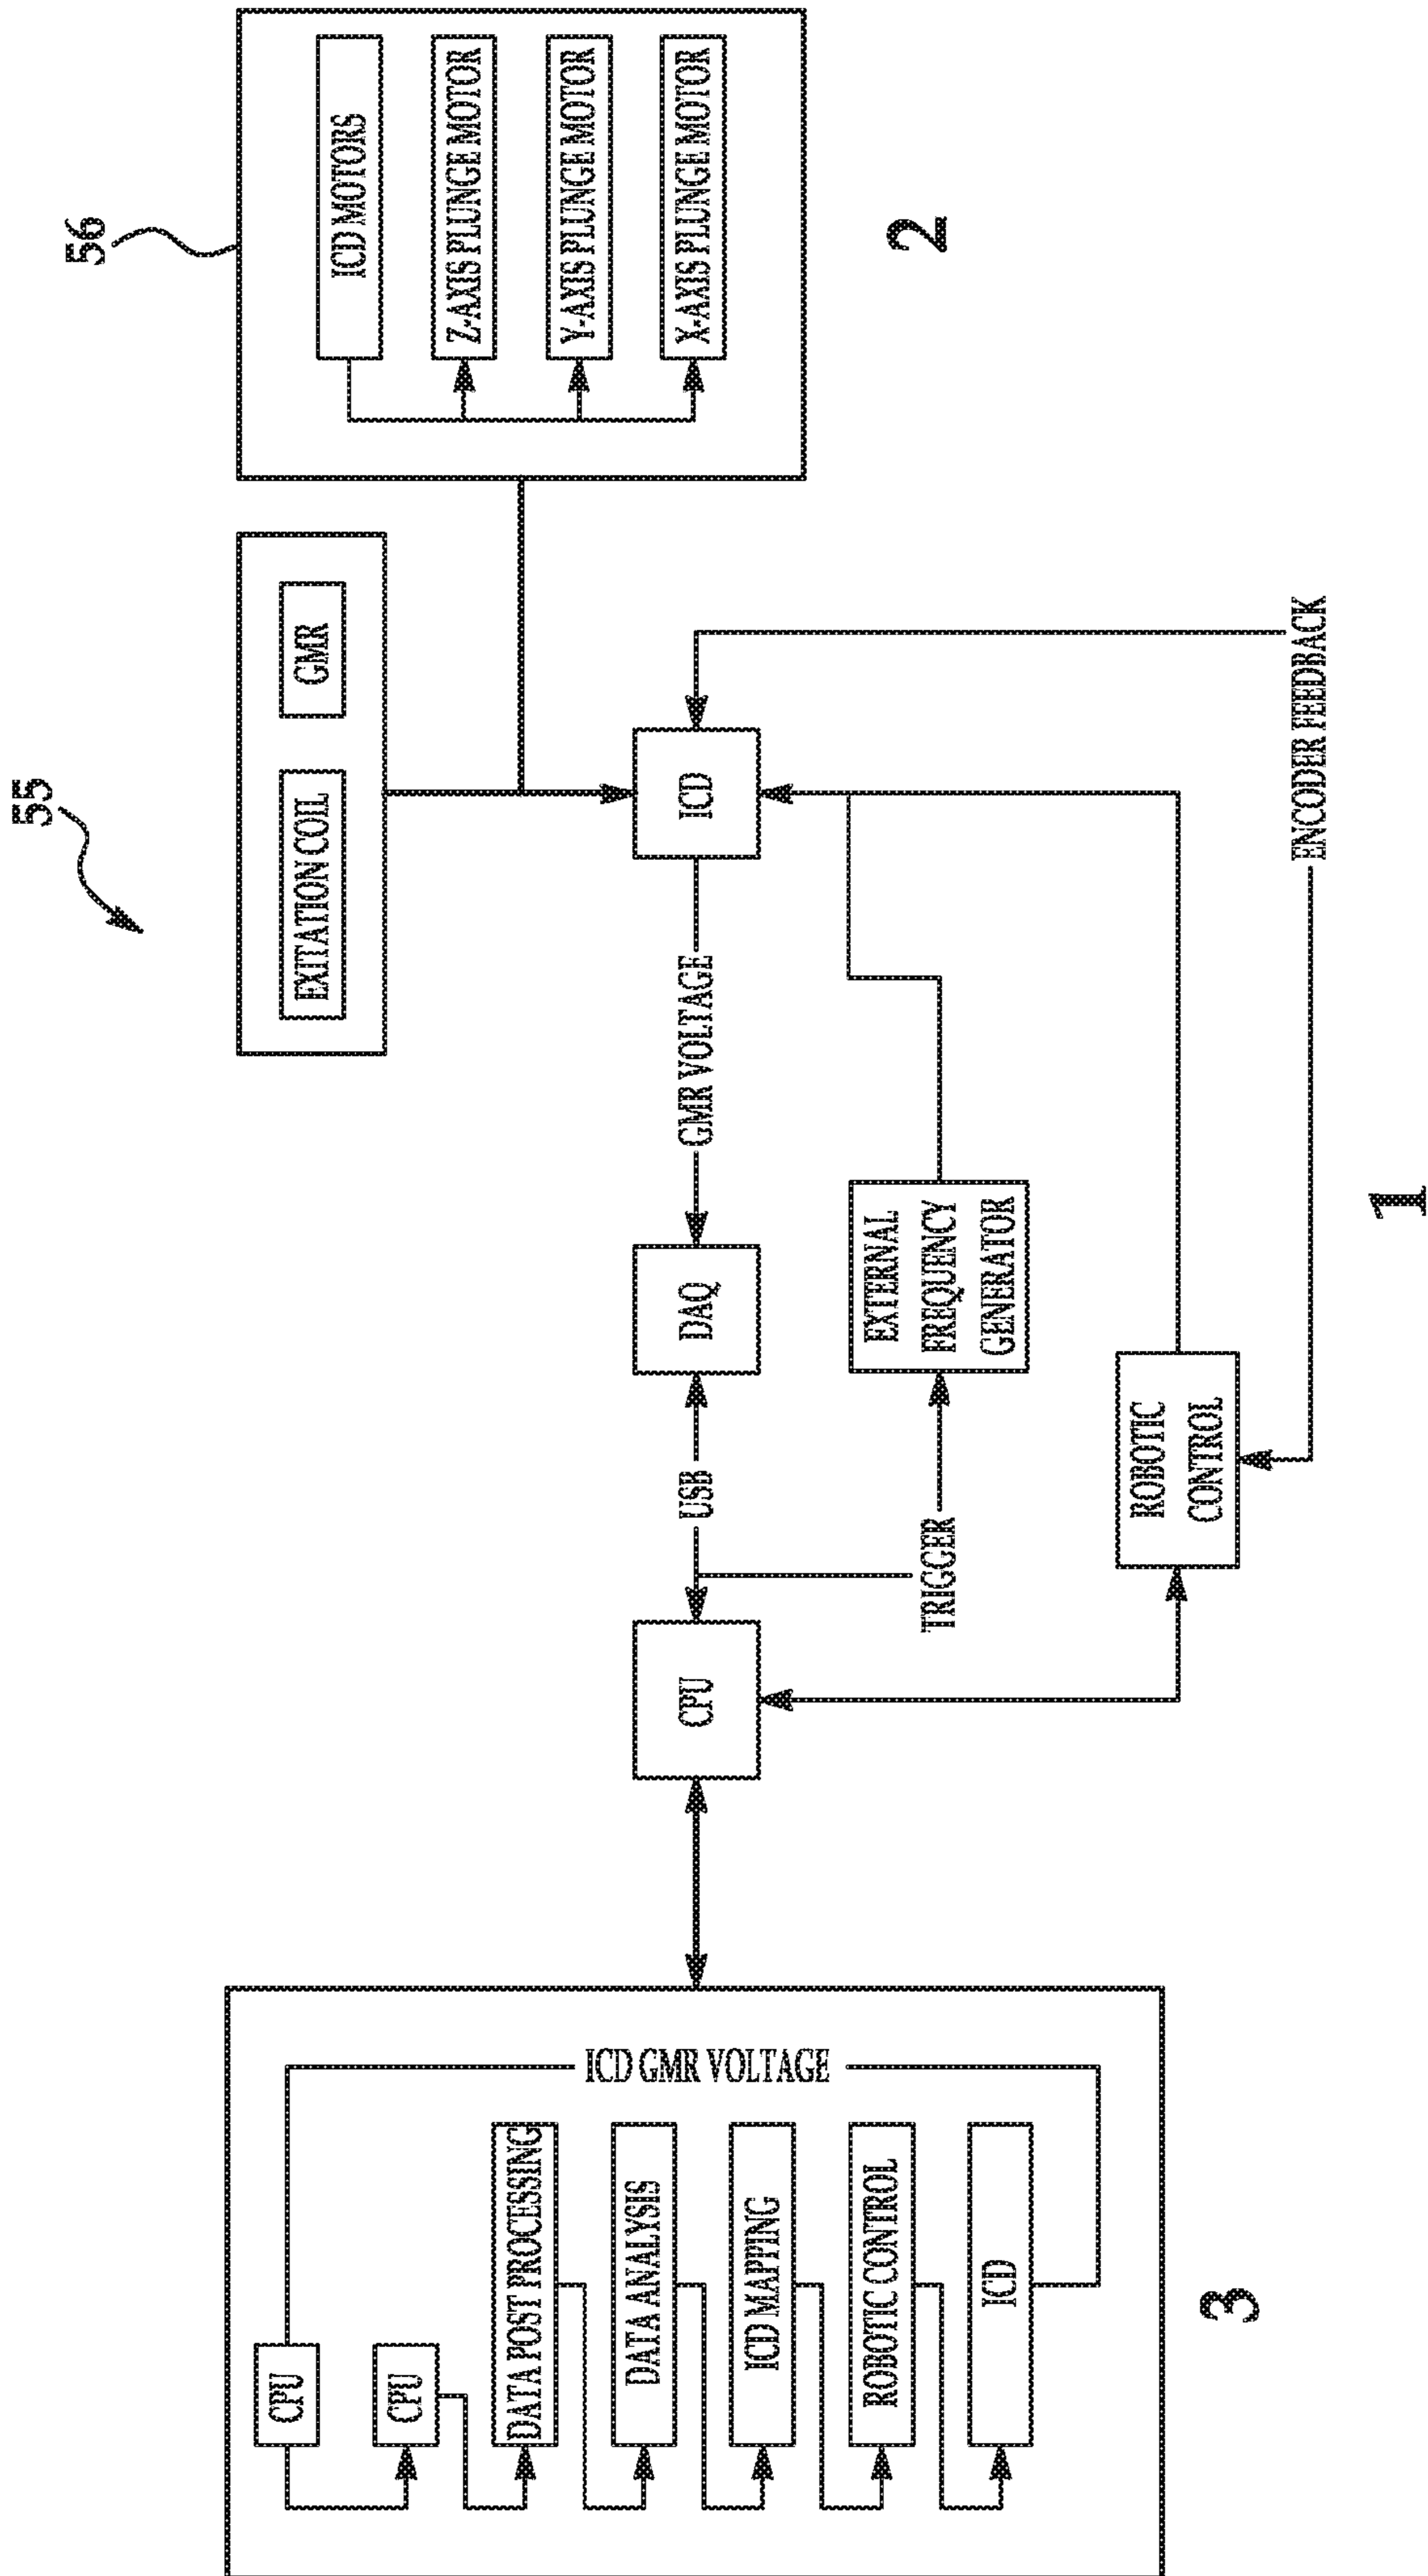 55
56
EXITATION COIL
GMR
ICD MOTORS
Z-AXIS PLUNGE MOTOR
Y-AXIS PLUNGE MOTOR
X-AXIS PLUNGE MOTOR
2
CPU
CPU
DATA POST PROCESSING
DATA ANALYSIS
ICD MAPPING
ROBOTIC CONTROL
ICD
ICD GMR VOLTAGE
3
CPU
USB
DAQ
GMR VOLTAGE
ICD
TRIGGER
EXTERNAL
FREQUENCY
GENERATOR
ROBOTIC
CONTROL
ENCODER FEEDBACK
1